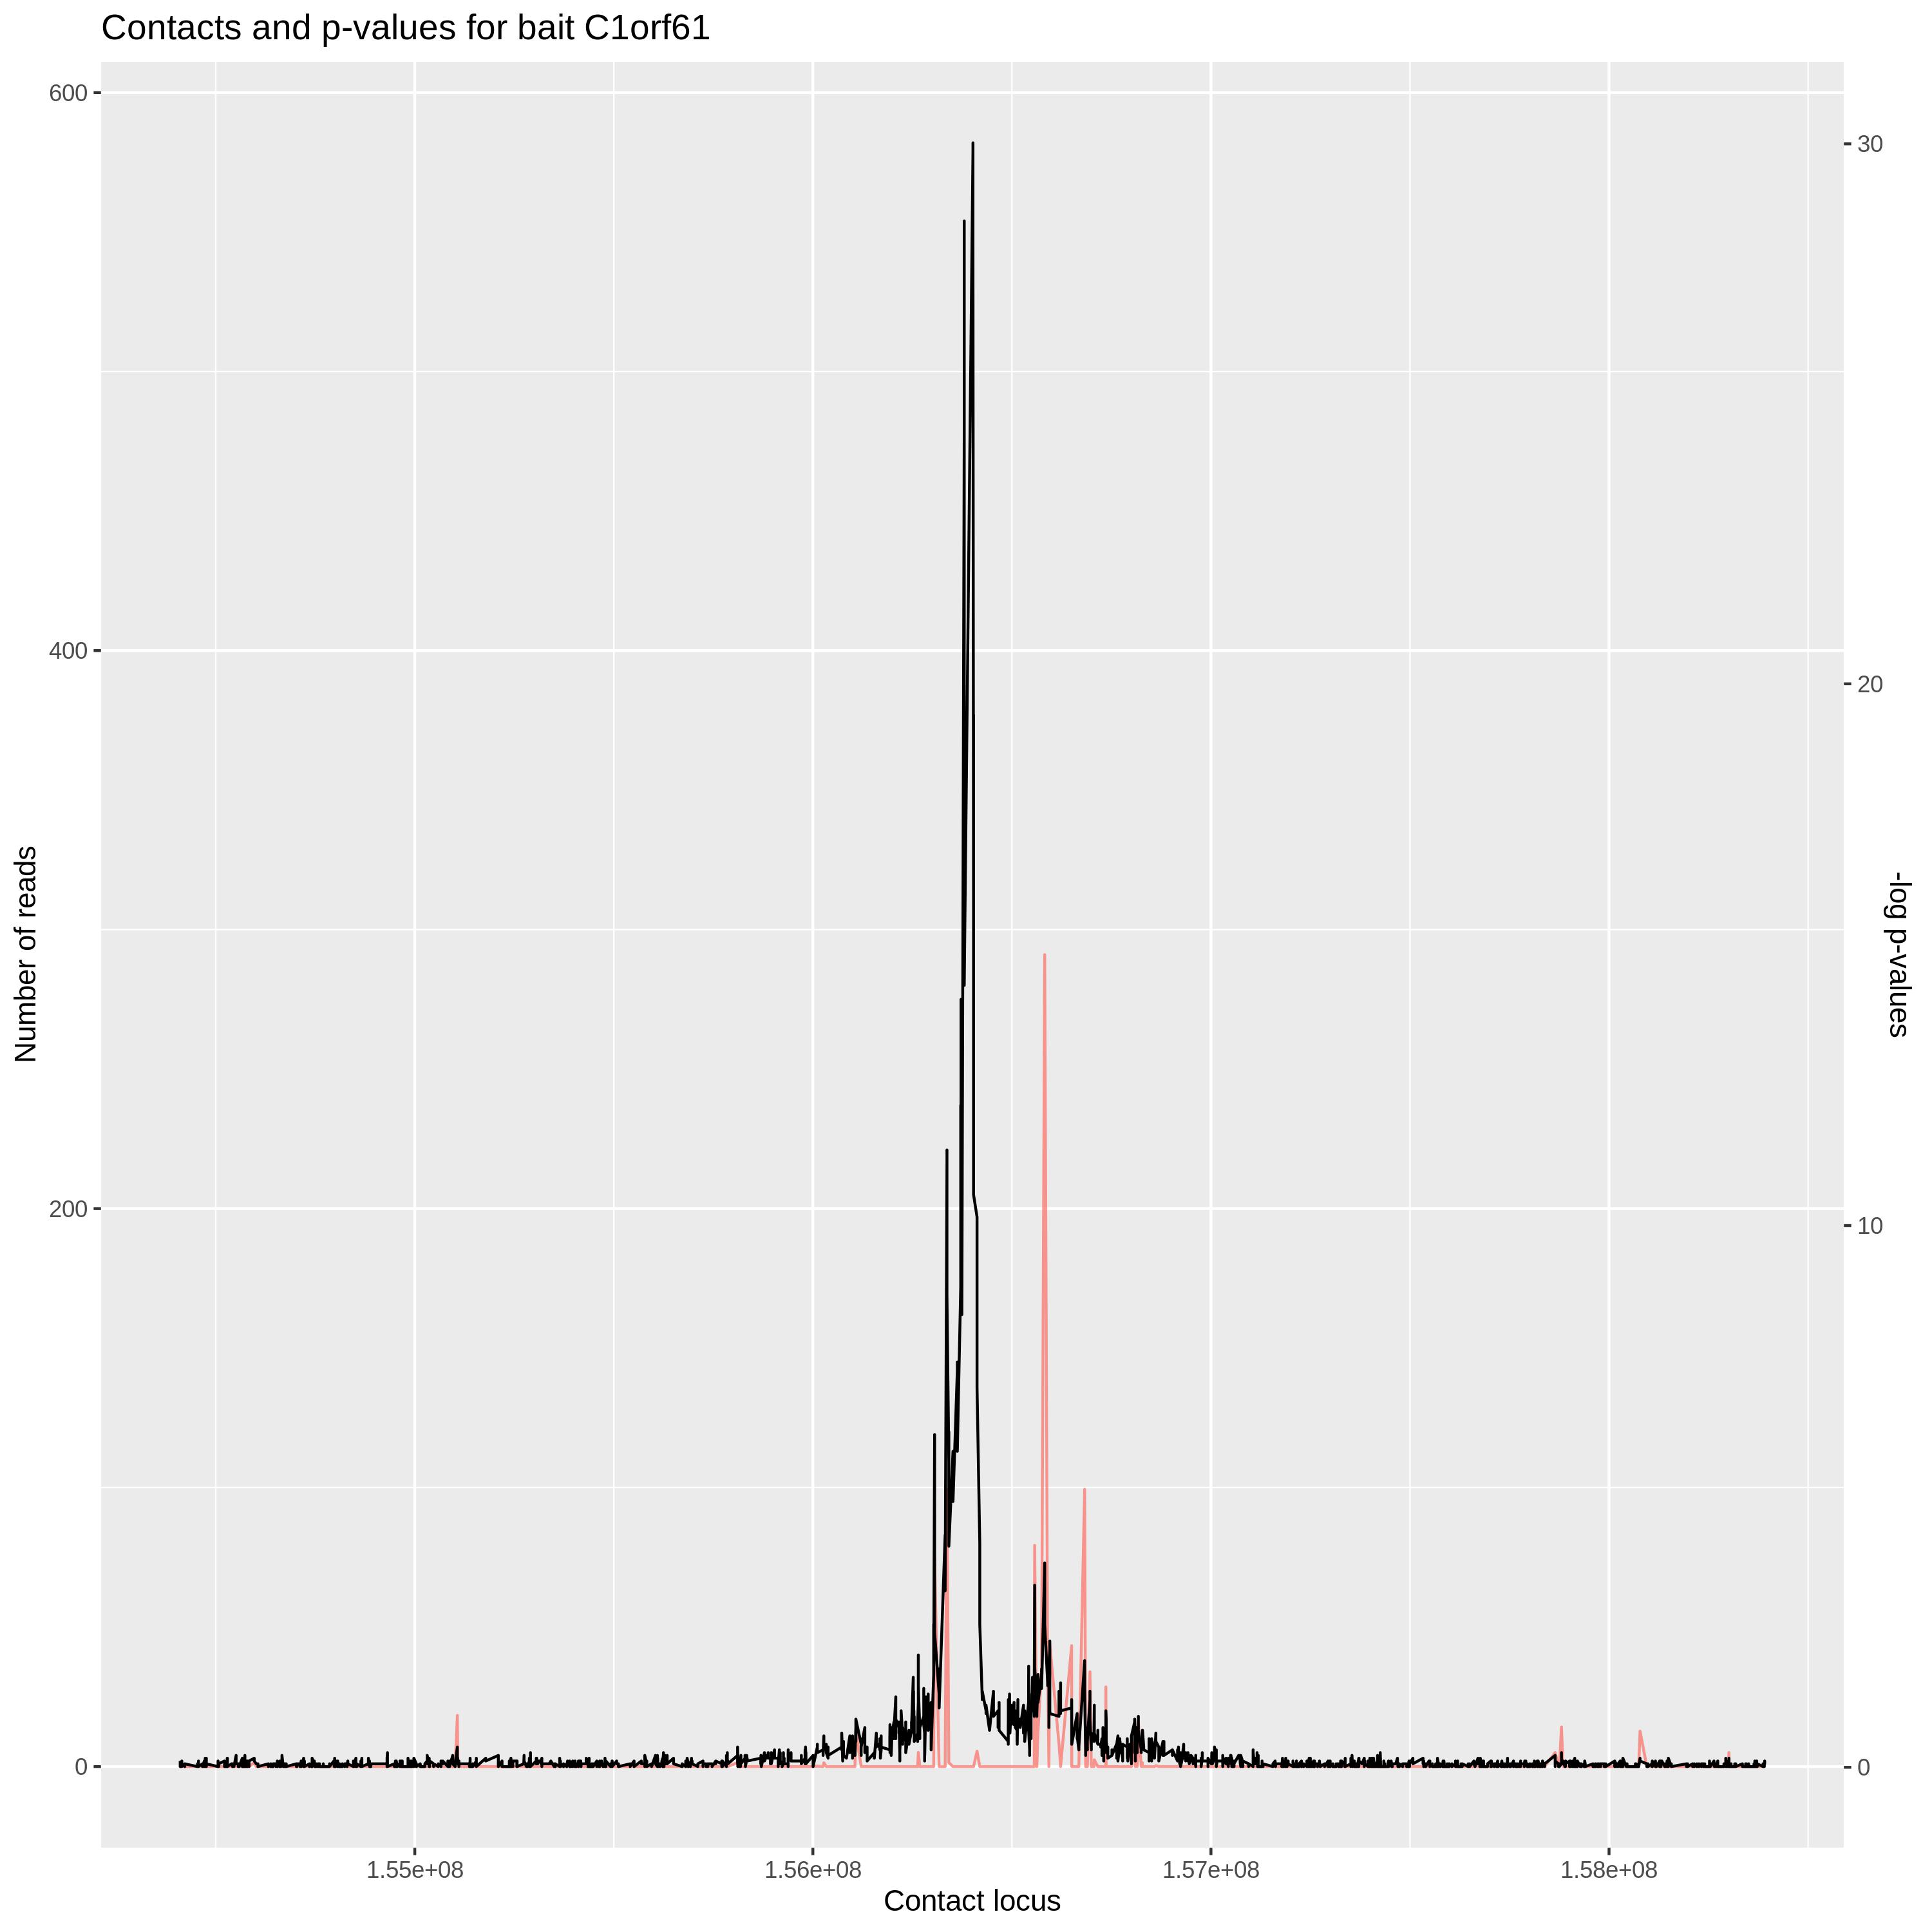 Contacts and p-values for bait C1orf61
600
400
200
0
Number of reads
30
20
10
0
-log p-values
1.55e+08
1.56e+08
1.57e+08
1.58e+08
Contact locus